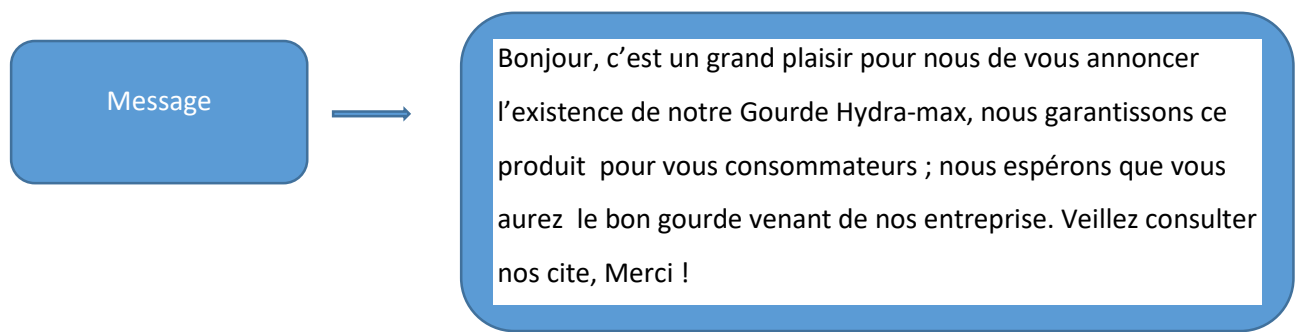 Message
Bonjour, c’est un grand plaisir pour nous de vous annoncer
l’existence de notre Gourde Hydra-max, nous garantissons ce
produit  pour vous consommateurs ; nous espérons que vous
aurez  le bon gourde venant de nos entreprise. Veillez consulter
nos cite, Merci !